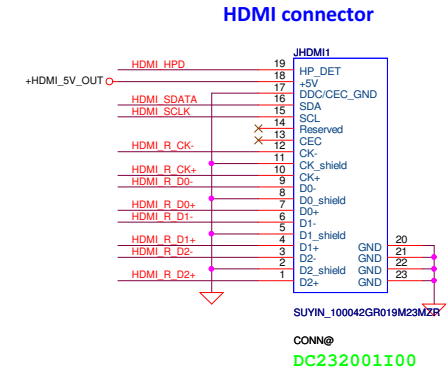 HDMI connector
JHDMI1
HDMI_HPD 19 HP_DET
+HDMI_5V_OUT 18 +5V
17 DDC/CEC_GND
HDMI_SDATA 16 SDA
HDMI_SCLK 15 SCL
14 Reserved
13 CEC
HDMI_R_CK- 12 CK-
11 CK_shield
HDMI_R_CK+ 10 CK+
HDMI_R_D0- 9 D0-
8 D0_shield
HDMI_R_D0+ 7 D0+
HDMI_R_D1- 6 D1-
5 D1_shield
HDMI_R_D1+ 4 D1+ GND 20
HDMI_R_D2- 3 D2- GND 21
2 D2_shield GND 22
HDMI_R_D2+ 1 D2+ GND 23
SUYIN_100042GR019M23MZR
CONN@
DC232001I00